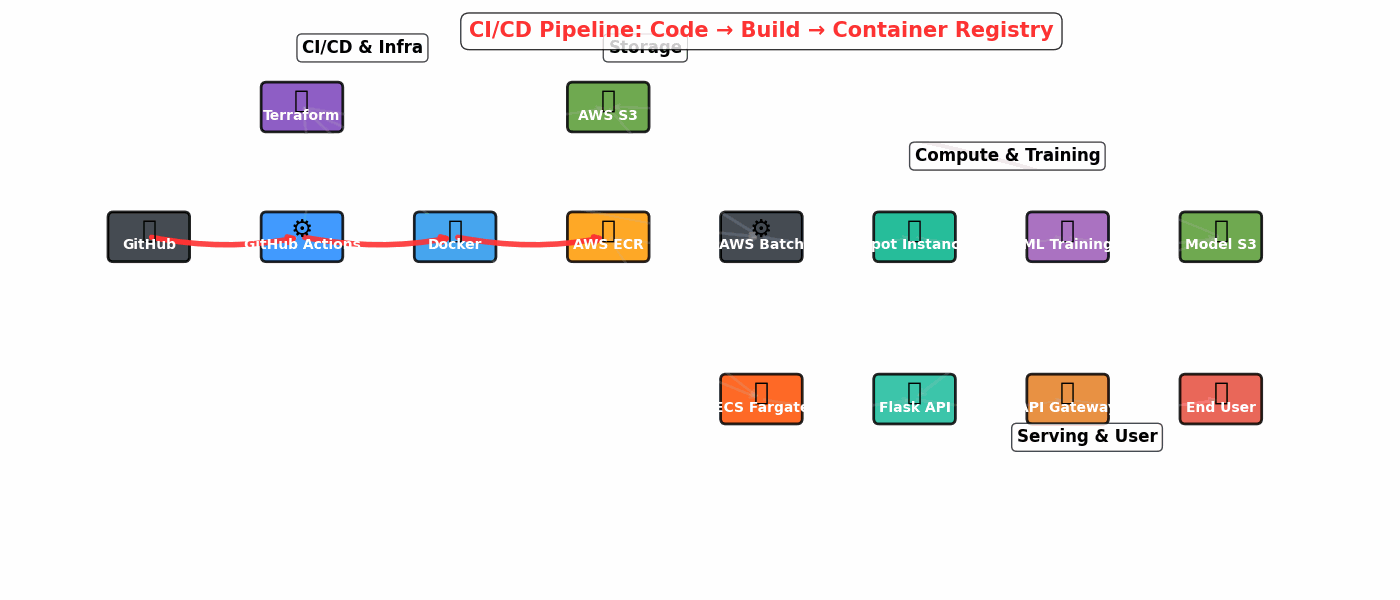 CI/CD Pipeline: Code → Build → Container Registry
CI/CD & Infra
Storage
Terraform
AWS S3
Compute & Training
GitHub
GitHub Actions
Docker
AWS ECR
AWS Batch
pot Instanc
ML Training
Model S3
ECS Fargate
Flask API
API Gateway
End User
Serving & User